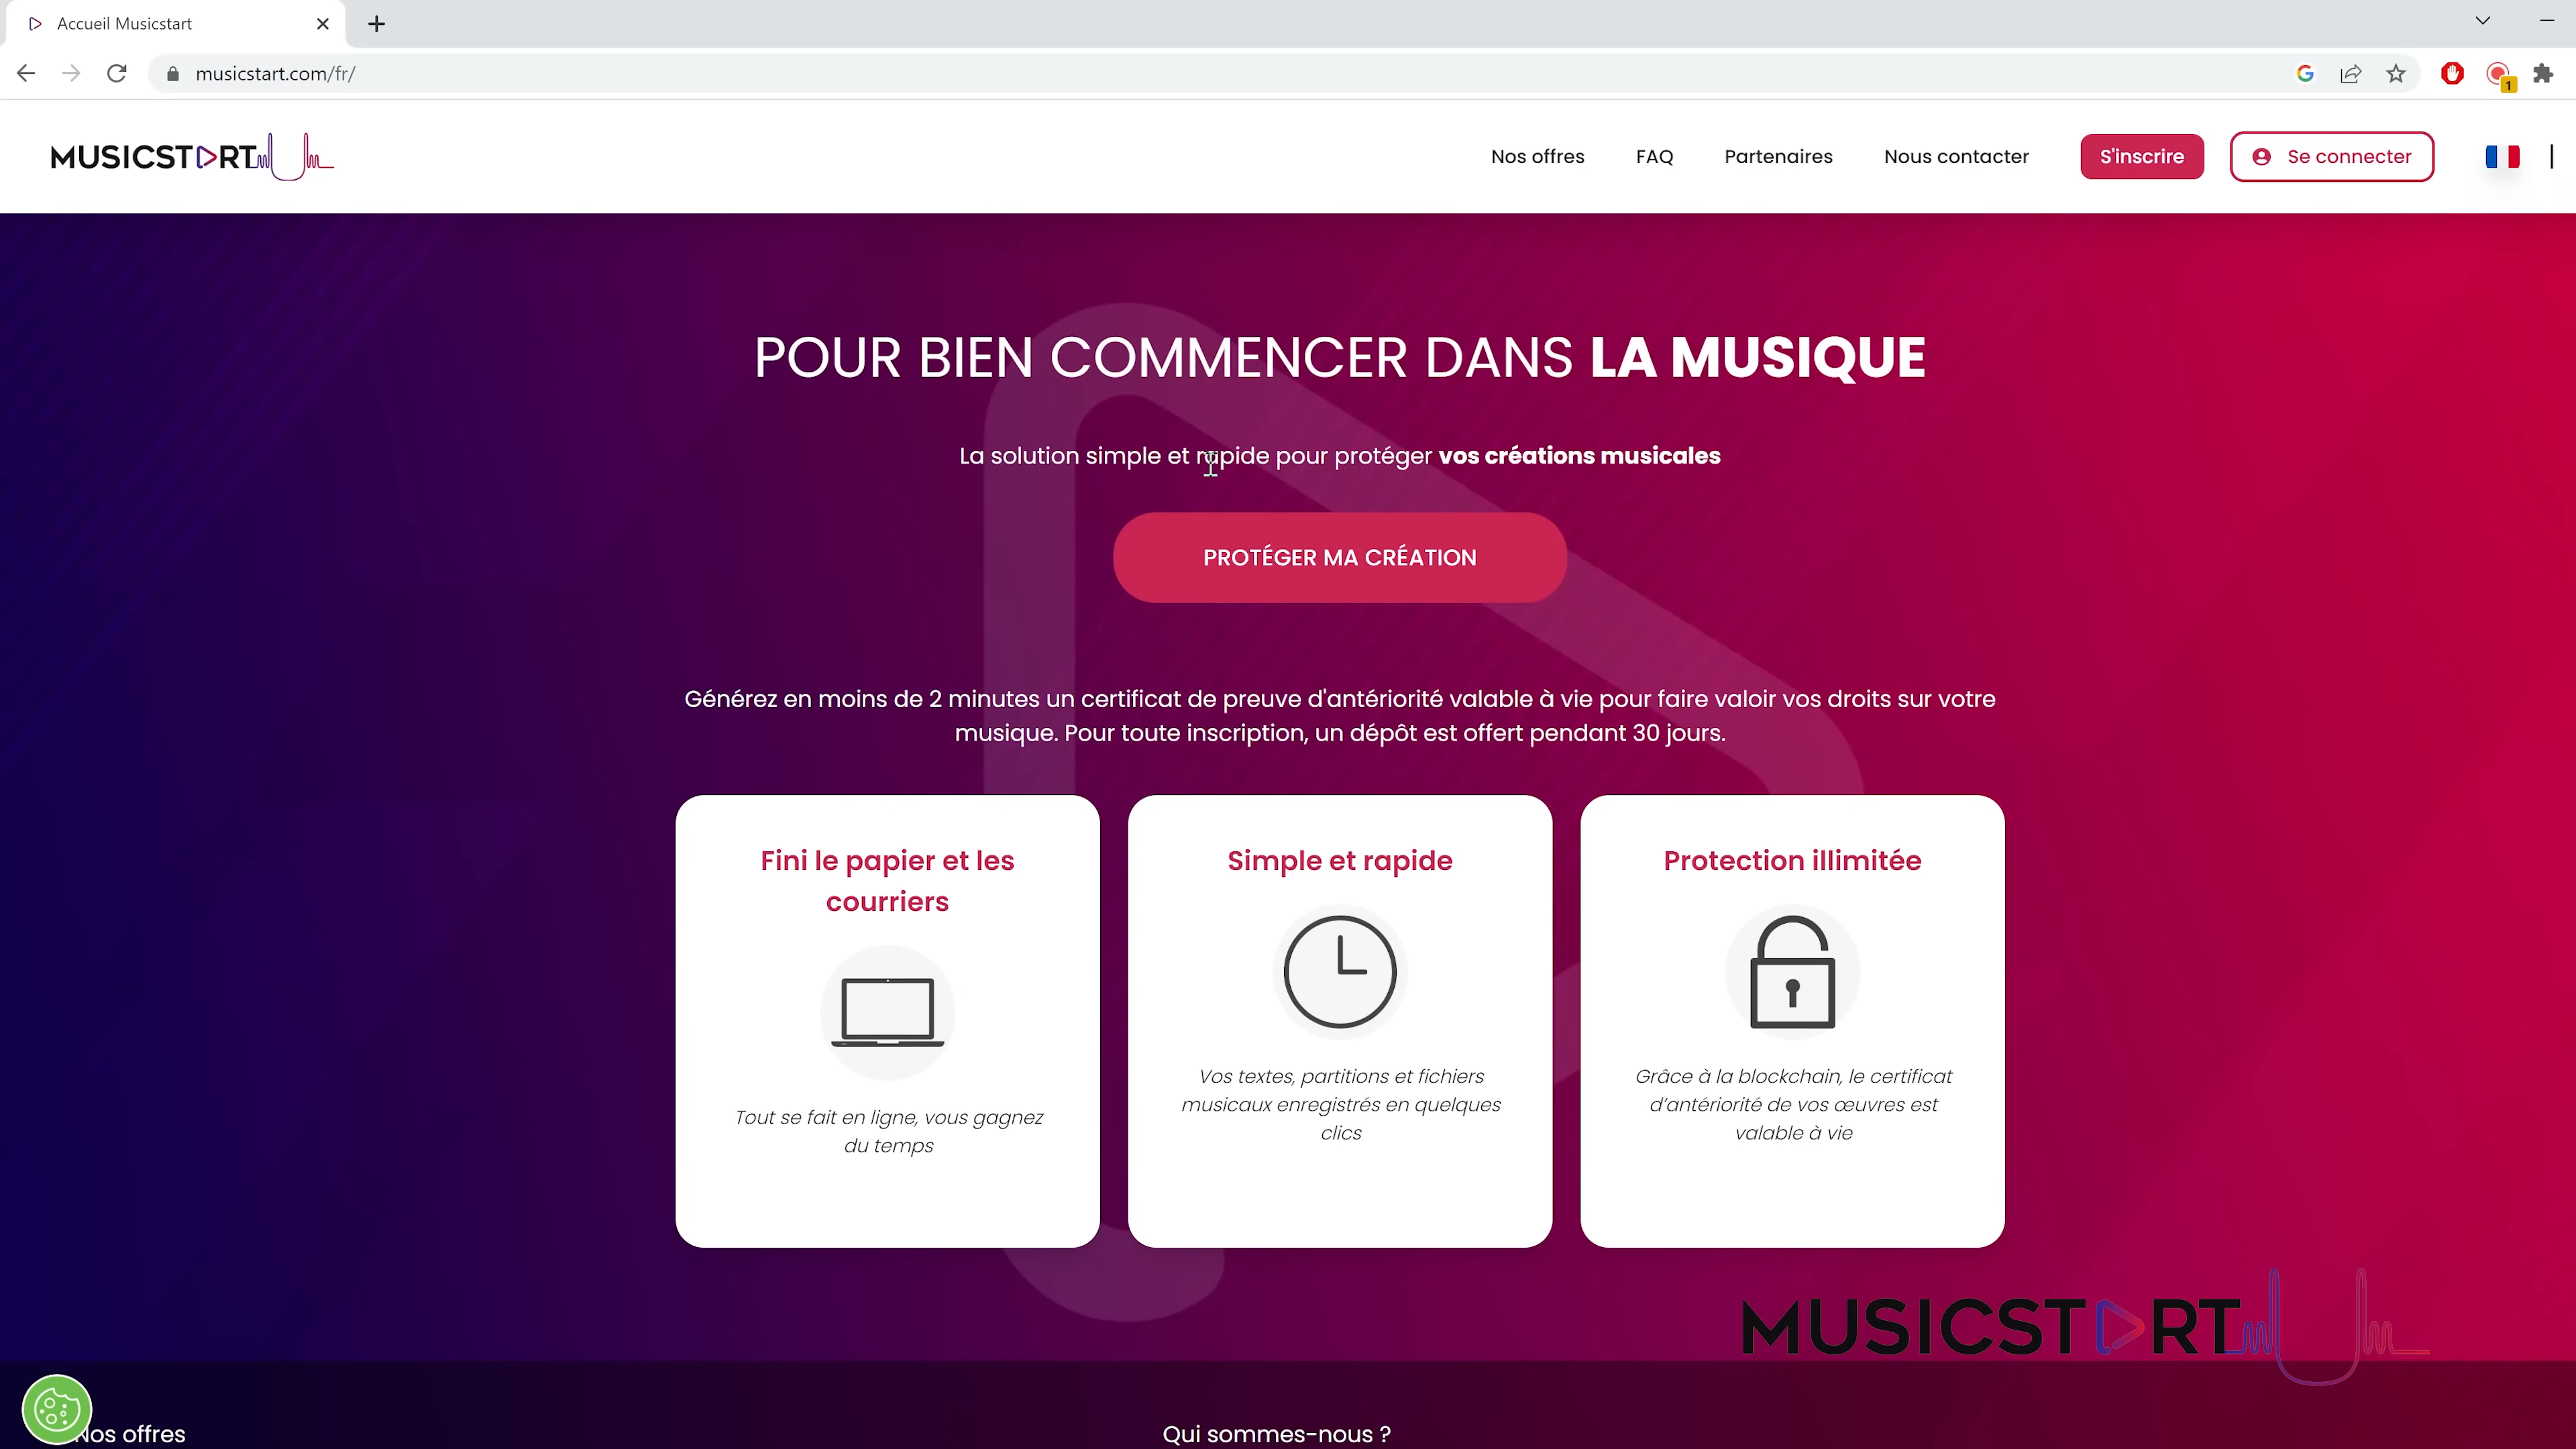 Accueil Musicstart
musicstart.com/fr/
1
MUSICSTART
Nos offres
FAQ
Partenaires
Nous contacter
S'inscrire
Se connecter
POUR BIEN COMMENCER DANS LA MUSIQUE
La solution simple et rapide pour protéger vos créations musicales
PROTÉGER MA CRÉATION
Générez en moins de 2 minutes un certificat de preuve d'antériorité valable à vie pour faire valoir vos droits sur votre
musique. Pour toute inscription, un dépôt est offert pendant 30 jours.
Fini le papier et les
courriers
Tout se fait en ligne, vous gagnez
du temps
Simple et rapide
Vos textes, partitions et fichiers
musicaux enregistrés en quelques
clics
Protection illimitée
Grâce à la blockchain, le certificat
d’antériorité de vos œuvres est
valable à vie
MUSICSTART
Nos offres
Qui sommes-nous ?